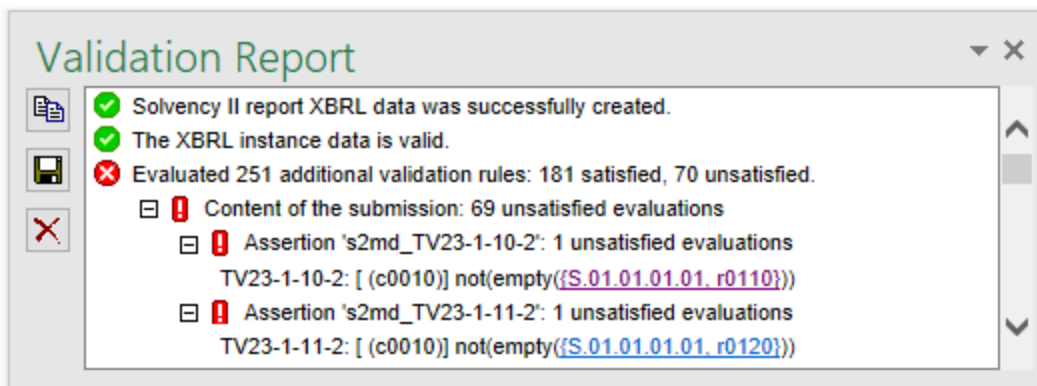 Validation Report
Solvency II report XBRL data was successfully created.
The XBRL instance data is valid.
Evaluated 251 additional validation rules: 181 satisfied, 70 unsatisfied.
Content of the submission: 69 unsatisfied evaluations
Assertion 's2md_TV23-1-10-2': 1 unsatisfied evaluations
TV23-1-10-2: [ (c0010)] not(empty({S.01.01.01.01, r0110}))
Assertion 's2md_TV23-1-11-2': 1 unsatisfied evaluations
TV23-1-11-2: [ (c0010)] not(empty({S.01.01.01.01, r0120}))